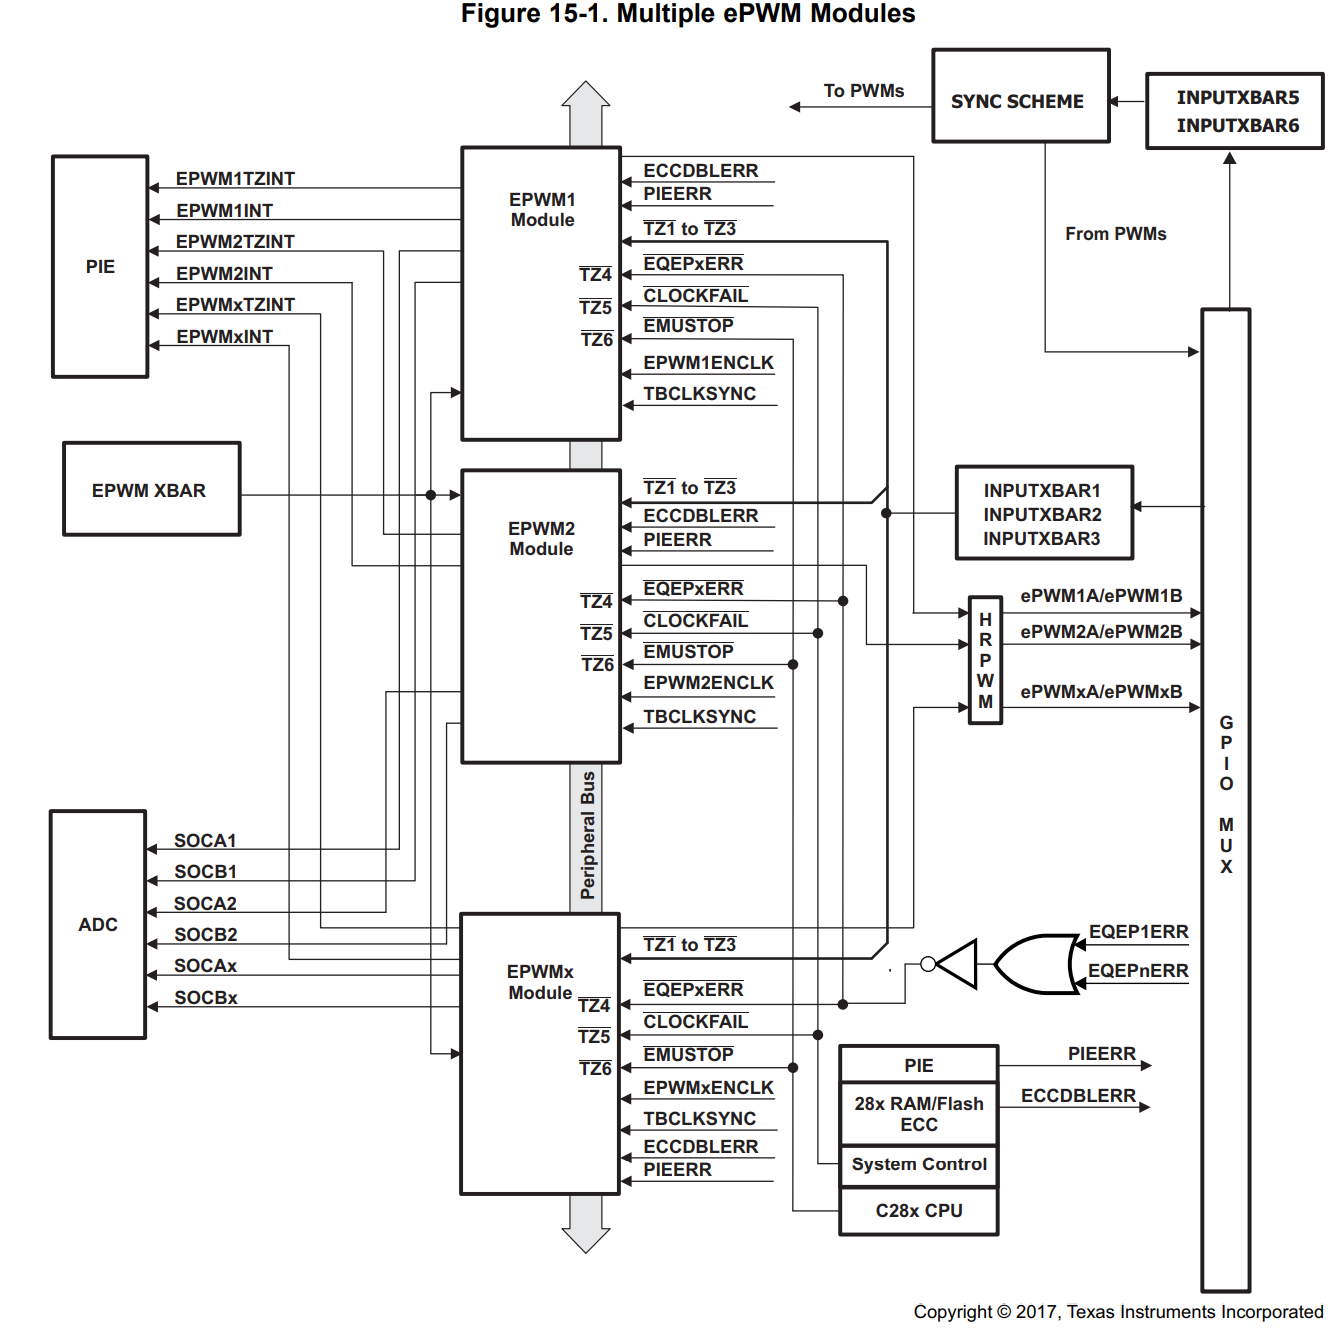 Figure 15-1. Multiple ePWM Modules
To PWMs
SYNC SCHEME
INPUTXBAR5
INPUTXBAR6
From PWMs
PIE
EPWM1TZINT
EPWM1INT
EPWM2TZINT
EPWM2INT
EPWMxTZINT
EPWMxINT
EPWM1
Module
TZ4
TZ5
TZ6
ECCDBLERR
PIEERR
TZ1 to TZ3
EQEPxERR
CLOCKFAIL
EMUSTOP
EPWM1ENCLK
TBCLKSYNC
EPWM XBAR
EPWM2
Module
TZ4
TZ5
TZ6
TZ1 to TZ3
ECCDBLERR
PIEERR
EQEPxERR
CLOCKFAIL
EMUSTOP
EPWM2ENCLK
TBCLKSYNC
INPUTXBAR1
INPUTXBAR2
INPUTXBAR3
HRPWM
ePWM1A/ePWM1B
ePWM2A/ePWM2B
ePWMxA/ePWMxB
GPIO MUX
Peripheral Bus
ADC
SOCA1
SOCB1
SOCA2
SOCB2
SOCAx
SOCBx
EPWMx
Module
TZ4
TZ5
TZ6
TZ1 to TZ3
EQEPxERR
CLOCKFAIL
EMUSTOP
EPWMxENCLK
TBCLKSYNC
ECCDBLERR
PIEERR
EQEP1ERR
EQEPnERR
PIE
28x RAM/Flash
ECC
System Control
C28x CPU
PIEERR
ECCDBLERR
Copyright © 2017, Texas Instruments Incorporated